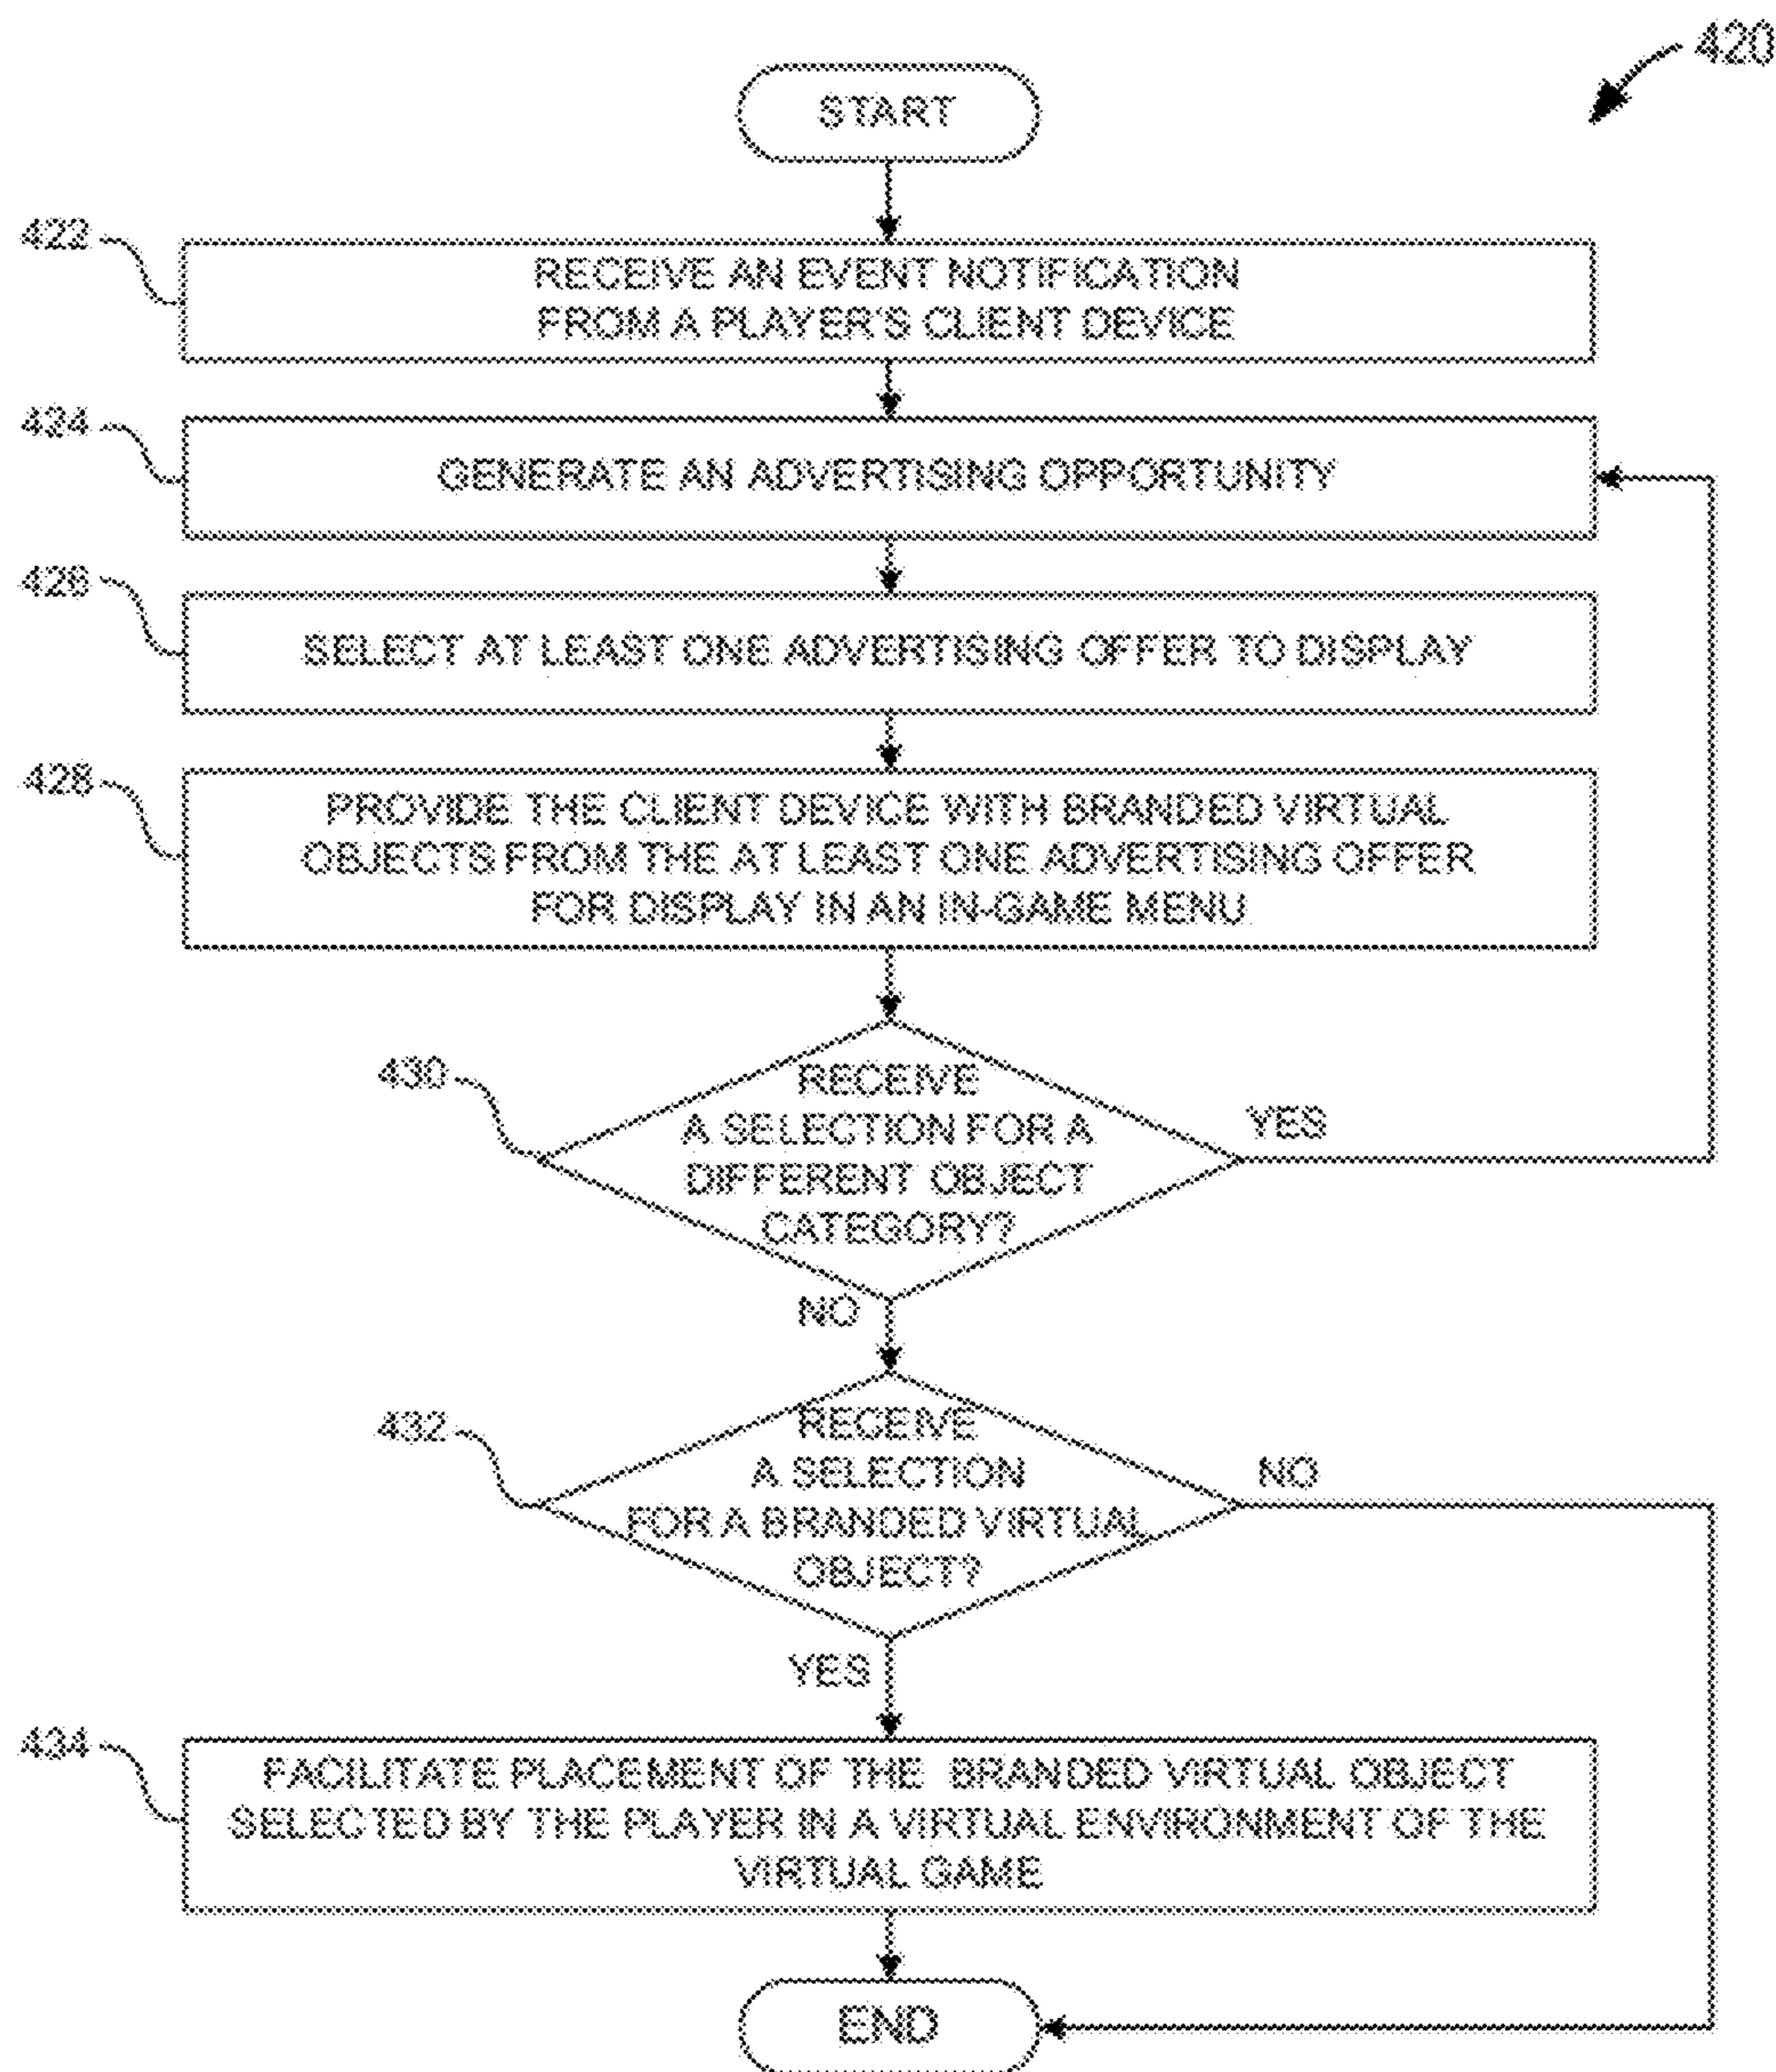 420
START
422
RECEIVE AN EVENT NOTIFICATION
FROM A PLAYER'S CLIENT DEVICE
424
GENERATE AN ADVERTISING OPPORTUNITY
426
SELECT AT LEAST ONE ADVERTISING OFFER TO DISPLAY
428
PROVIDE THE CLIENT DEVICE WITH BRANDED VIRTUAL
OBJECTS FROM THE AT LEAST ONE ADVERTISING OFFER
FOR DISPLAY IN AN IN-GAME MENU
430
RECEIVE
A SELECTION FOR A
DIFFERENT OBJECT
CATEGORY?
YES
NO
432
RECEIVE
A SELECTION
FOR A BRANDED VIRTUAL
OBJECT?
NO
YES
434
FACILITATE PLACEMENT OF THE BRANDED VIRTUAL OBJECT
SELECTED BY THE PLAYER IN A VIRTUAL ENVIRONMENT OF THE
VIRTUAL GAME
END